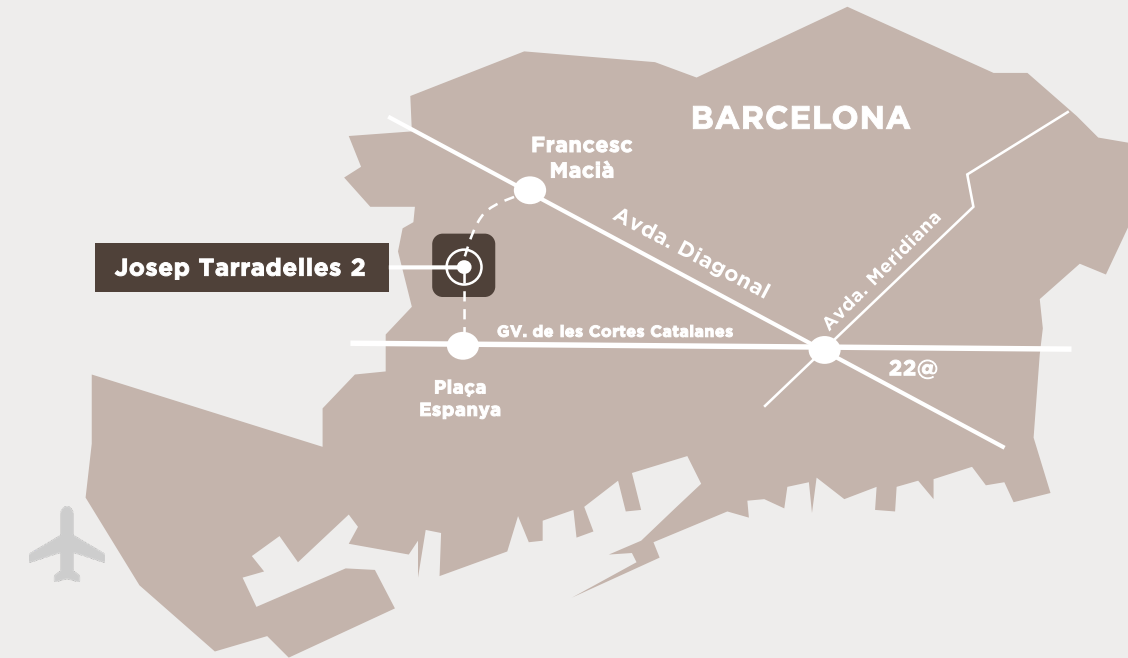 BARCELONA
Francesc
Macià
Avda. Diagonal
Avda. Meridiana
Josep Tarradelles 2
GV. de les Cortes Catalanes
22@
Plaça
Espanya